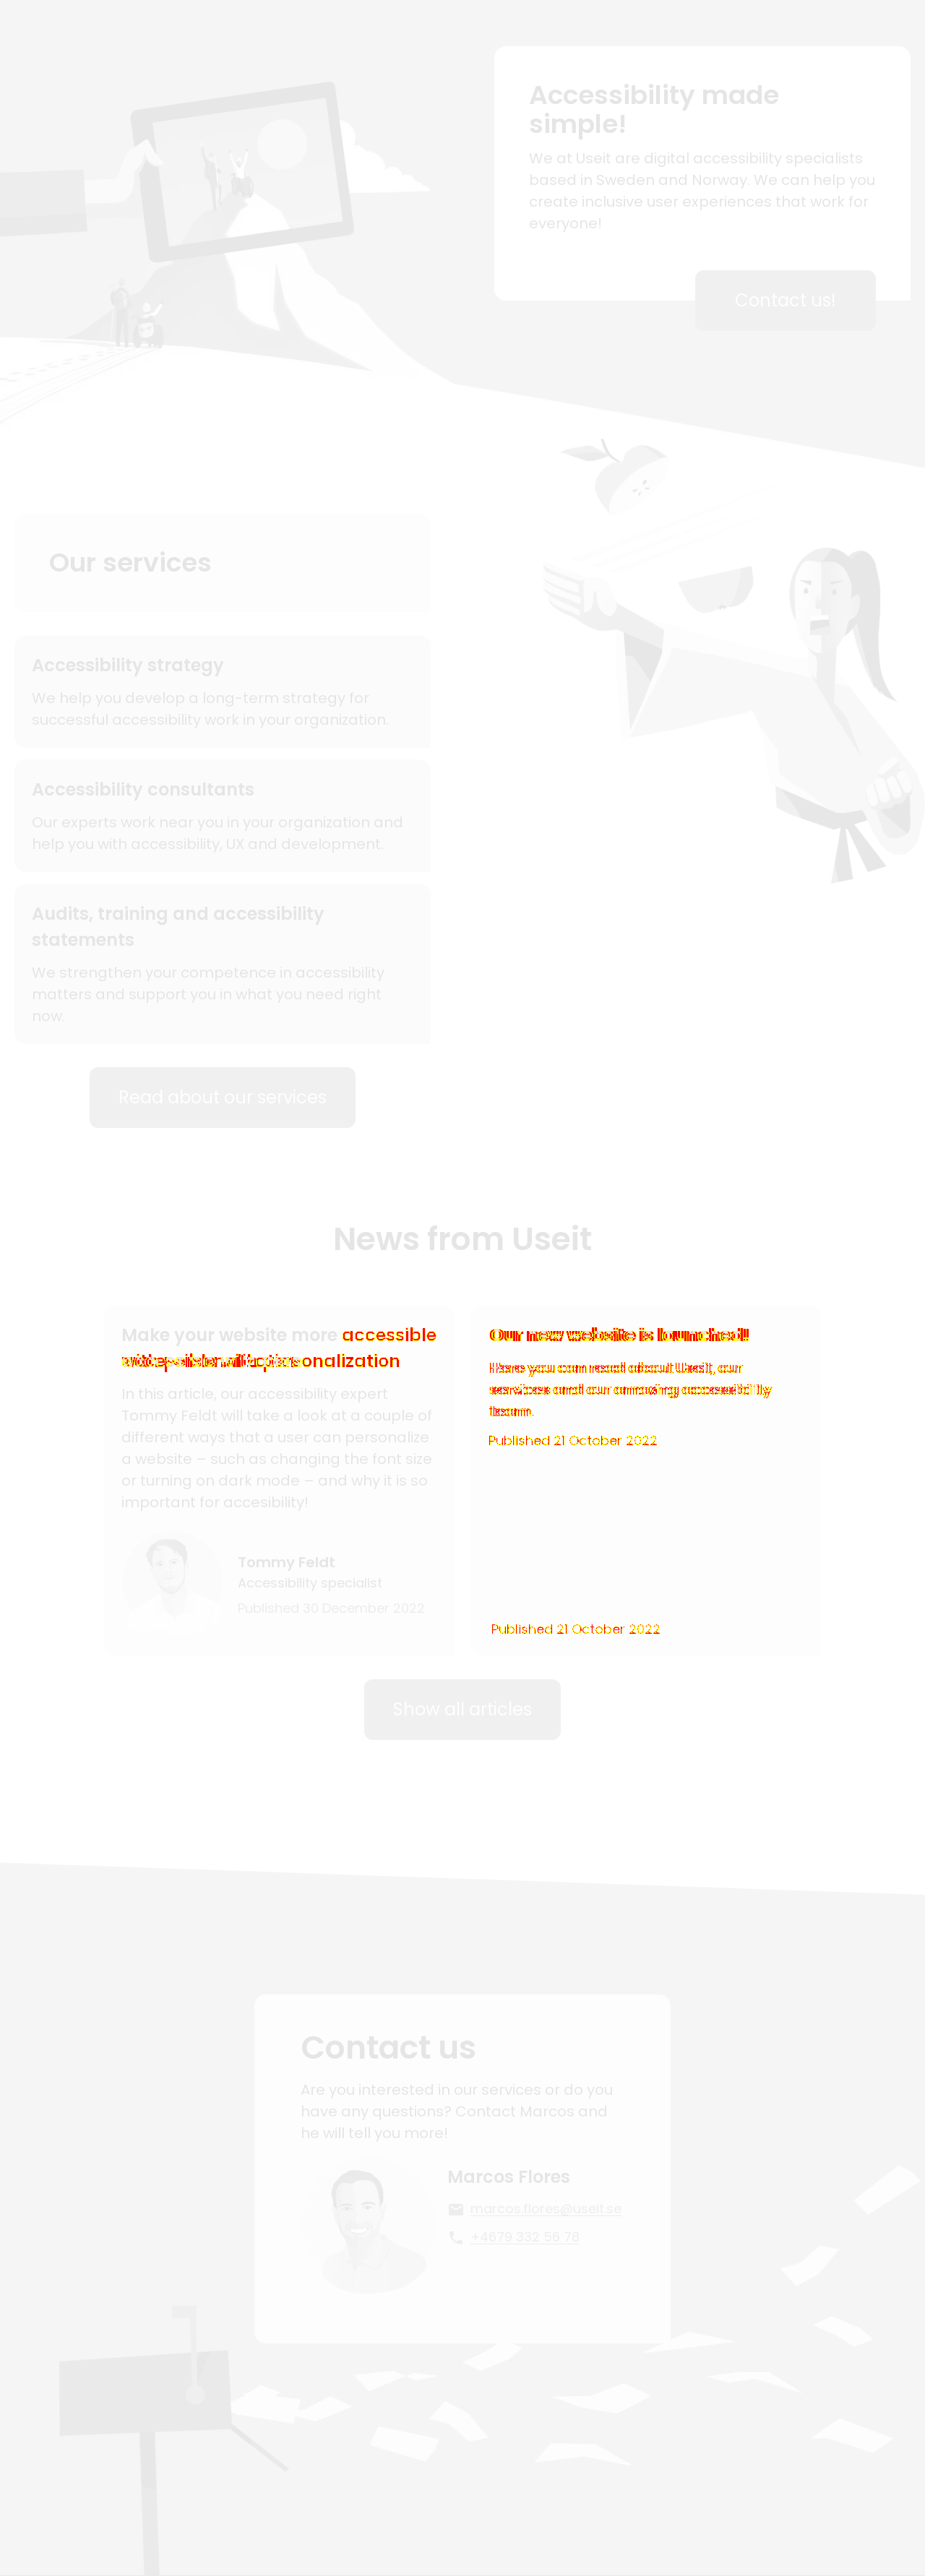 Accessibility made
simple!
We at Useit are digital accessibility specialists
based in Sweden and Norway. We can help you
create inclusive user experiences that work for
everyone!
Contact us!
Our services
Accessibility strategy
We help you develop a long-term strategy for
successful accessibility work in your organization.
Accessibility consultants
Our experts work near you in your organization and
help you with accessibility, UX and development.
Audits, training and accessibility
statements
We strengthen your competence in accessibility
matters and support you in what you need right
now.
Read about our services
News from Useit
Make your website more accessible
onalization
In this article, our accessibility expert
Tommy Feldt will take a look at a couple of
different ways that a user can personalize
a website – such as changing the font size
or turning on dark mode – and why it is so
important for accesibility!
Tommy Feldt
Accessibility specialist
Published 30 December 2022
Our new website is launched!
Here you can read about Useit, our
services and our amazing accessibility
team.
Published 21 October 2022
Published 21 October 2022
Show all articles
Contact us
Are you interested in our services or do you
have any questions? Contact Marcos and
he will tell you more!
Marcos Flores
marcos.flores@useit.se
+4679 332 56 78